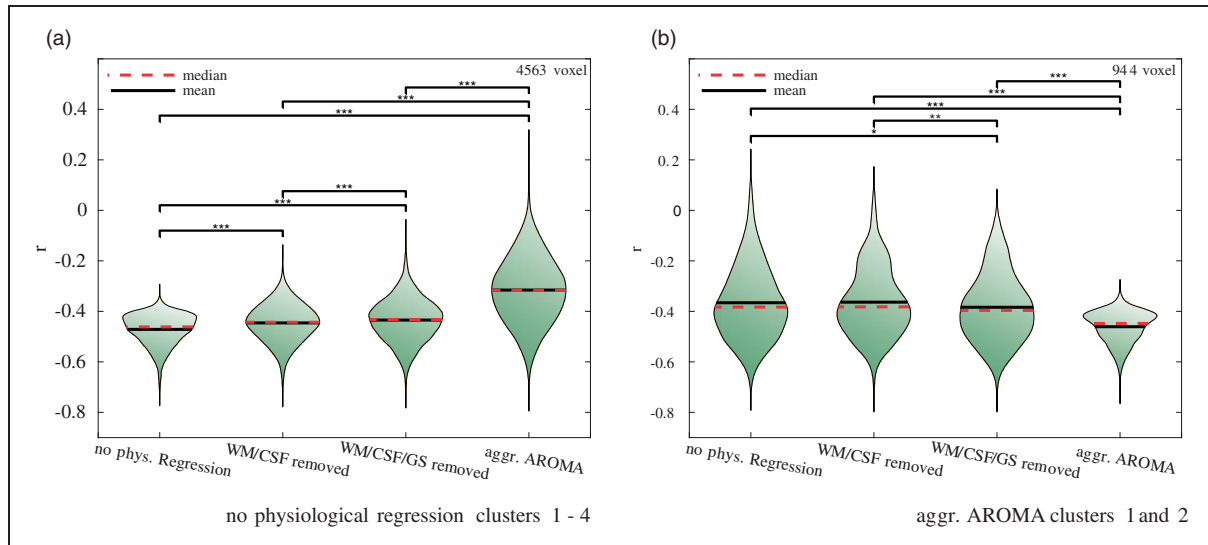 (a)
median
mean
4563 voxel
***
***
***
***
***
***
0.4
0.2
0
-0.2
-0.4
-0.6
-0.8
r
no phys. Regression
WM/CSF removed
WM/CSF/GS removed
aggr. AROMA
no physiological regression clusters 1 - 4
(b)
median
mean
944 voxel
***
***
***
**
*
0.4
0.2
0
-0.2
-0.4
-0.6
-0.8
r
no phys. Regression
WM/CSF removed
WM/CSF/GS removed
aggr. AROMA
aggr. AROMA clusters 1 and 2